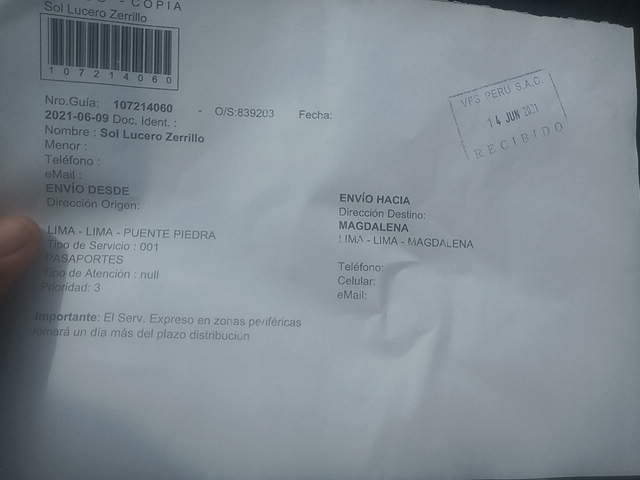 COPIA
Sol Lucero Zerrillo
107214060
Nro.Guía: 107214060 - O/S:839203 Fecha:
2021-06-09 Doc. Ident. :
Nombre : Sol Lucero Zerrillo
Menor :
Teléfono :
eMail :
ENVÍO DESDE
Dirección Origen:
LIMA - LIMA - PUENTE PIEDRA
Tipo de Servicio : 001
PASAPORTES
Tipo de Atención : null
Prioridad: 3
Importante: El Serv. Expreso en zonas periféricas
tomará un día más del plazo distribución
ENVÍO HACIA
Dirección Destino:
MAGDALENA
LIMA - LIMA - MAGDALENA
Teléfono:
Celular:
eMail:
VFS PERU S.A.C.
14 JUN 2021
RECIBIDO